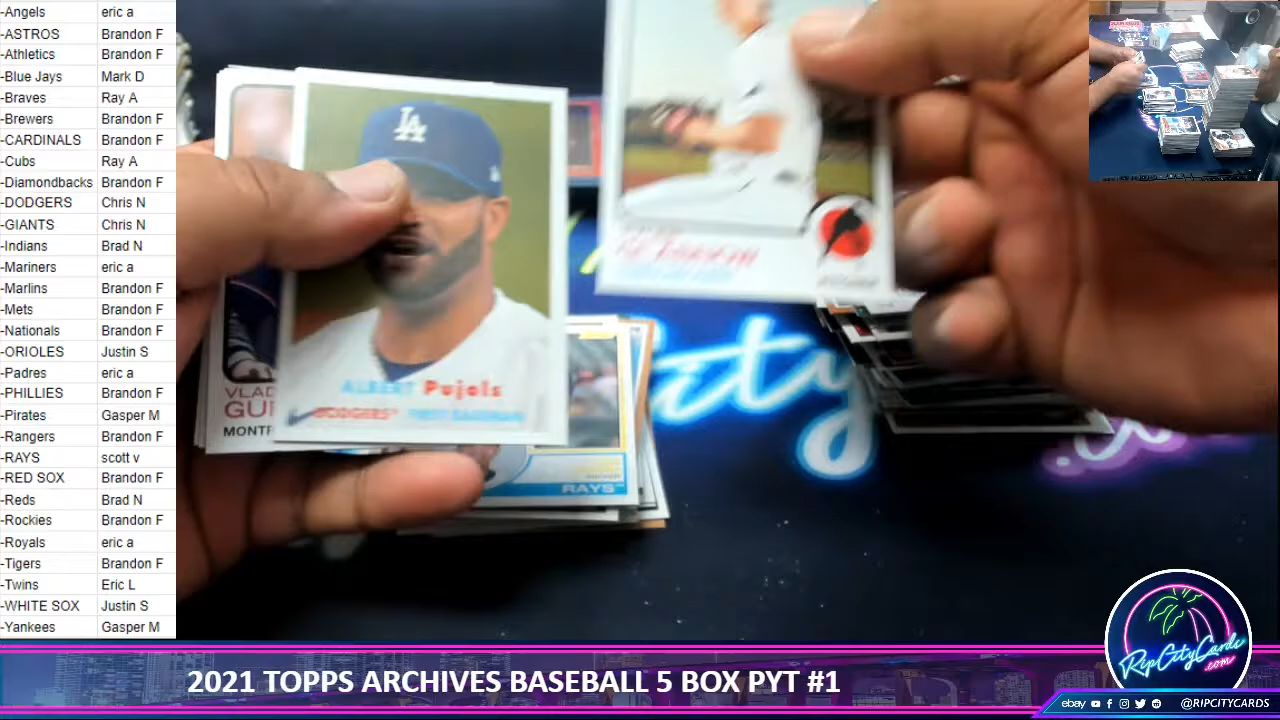 -Angels eric a
-ASTROS Brandon F
-Athletics Brandon F
-Blue Jays Mark D
-Braves Ray A
-Brewers Brandon F
-CARDINALS Brandon F
-Cubs Ray A
-Diamondbacks Brandon F
-DODGERS Chris N
-GIANTS Chris N
-Indians Brad N
-Mariners eric a
-Marlins Brandon F
-Mets Brandon F
-Nationals Brandon F
-ORIOLES Justin S
-Padres eric a
-PHILLIES Brandon F
-Pirates Gasper M
-Rangers Brandon F
-RAYS scott v
-RED SOX Brandon F
-Reds Brad N
-Rockies Brandon F
-Royals eric a
-Tigers Brandon F
-Twins Eric L
-WHITE SOX Justin S
-Yankees Gasper M
LA
ALBERT Pujols
DODGERS FIRST BASEMAN
VLAD
GUE
MONTR
RAYS
2021 TOPPS ARCHIVES BASEBALL 5 BOX PYT #1
RipCityCards
.com
ebay @RIPCITYCARDS